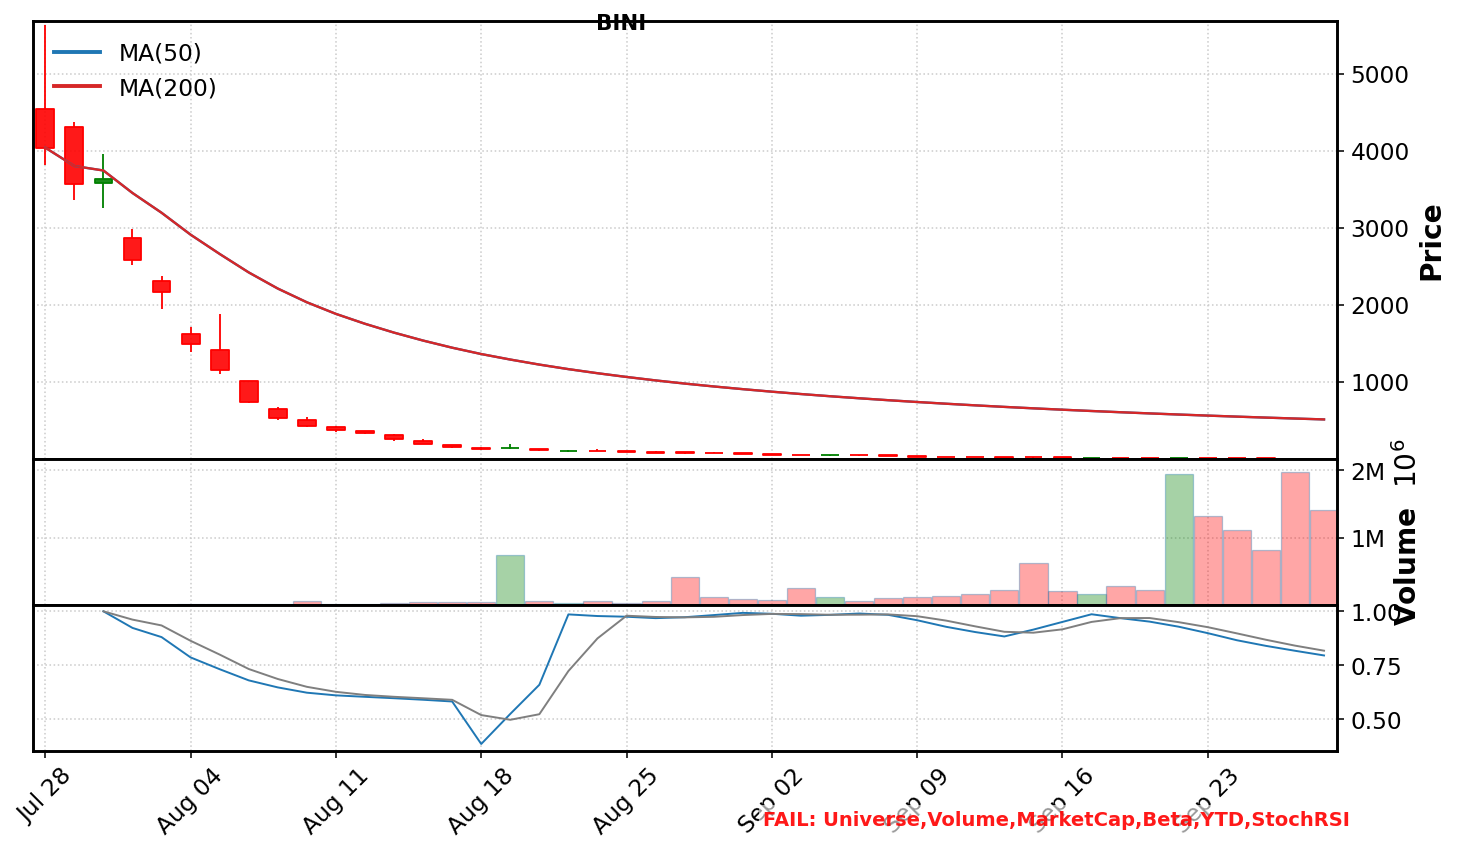 BINI
MA(50)
MA(200)
5000
4000
3000
2000
1000
Price
2M
1M
Volume 10⁶
1.00
0.75
0.50
Jul 28
Aug 04
Aug 11
Aug 18
Aug 25
Sep 02
Sep 09
Sep 16
Sep 23
FAIL: Universe,Volume,MarketCap,Beta,YTD,StochRSI